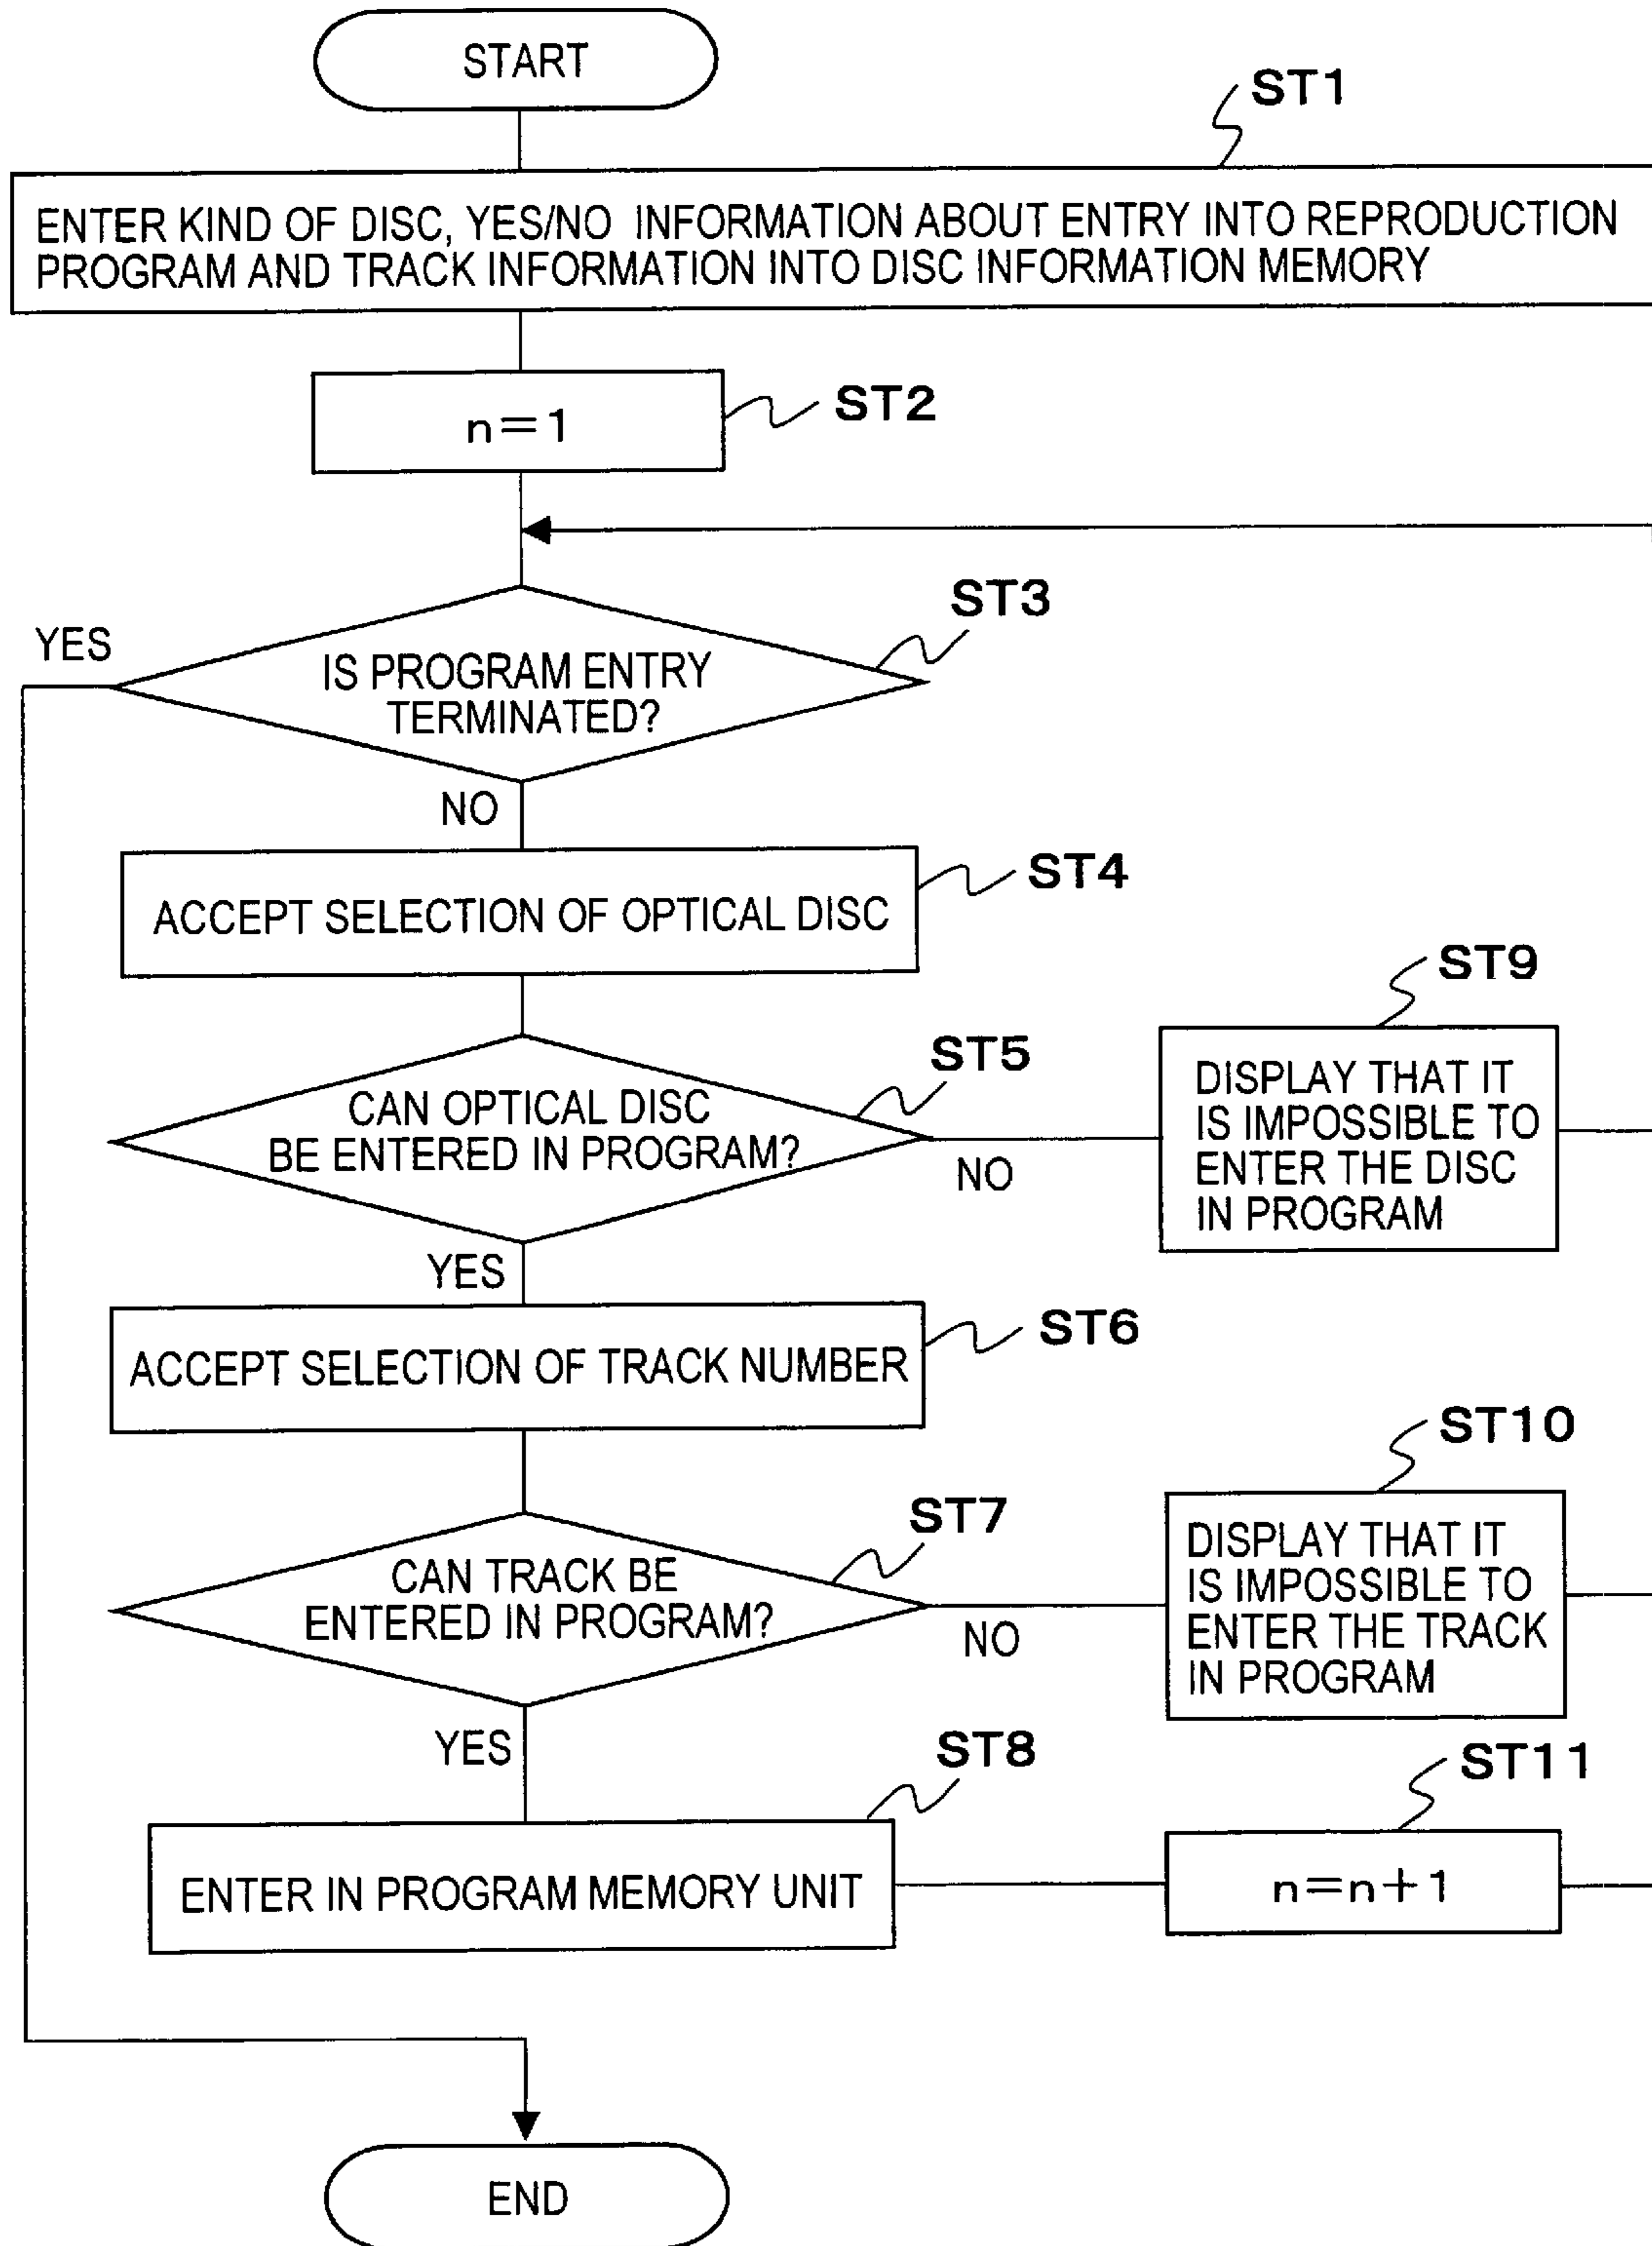 START
ST1
ENTER KIND OF DISC, YES/NO INFORMATION ABOUT ENTRY INTO REPRODUCTION
PROGRAM AND TRACK INFORMATION INTO DISC INFORMATION MEMORY
n=1
ST2
ST3
YES
IS PROGRAM ENTRY
TERMINATED?
NO
ST4
ACCEPT SELECTION OF OPTICAL DISC
ST5
CAN OPTICAL DISC
BE ENTERED IN PROGRAM?
NO
ST9
DISPLAY THAT IT
IS IMPOSSIBLE TO
ENTER THE DISC
IN PROGRAM
YES
ST6
ACCEPT SELECTION OF TRACK NUMBER
ST7
CAN TRACK BE
ENTERED IN PROGRAM?
NO
ST10
DISPLAY THAT IT
IS IMPOSSIBLE TO
ENTER THE TRACK
IN PROGRAM
YES
ST8
ENTER IN PROGRAM MEMORY UNIT
ST11
n=n+1
END